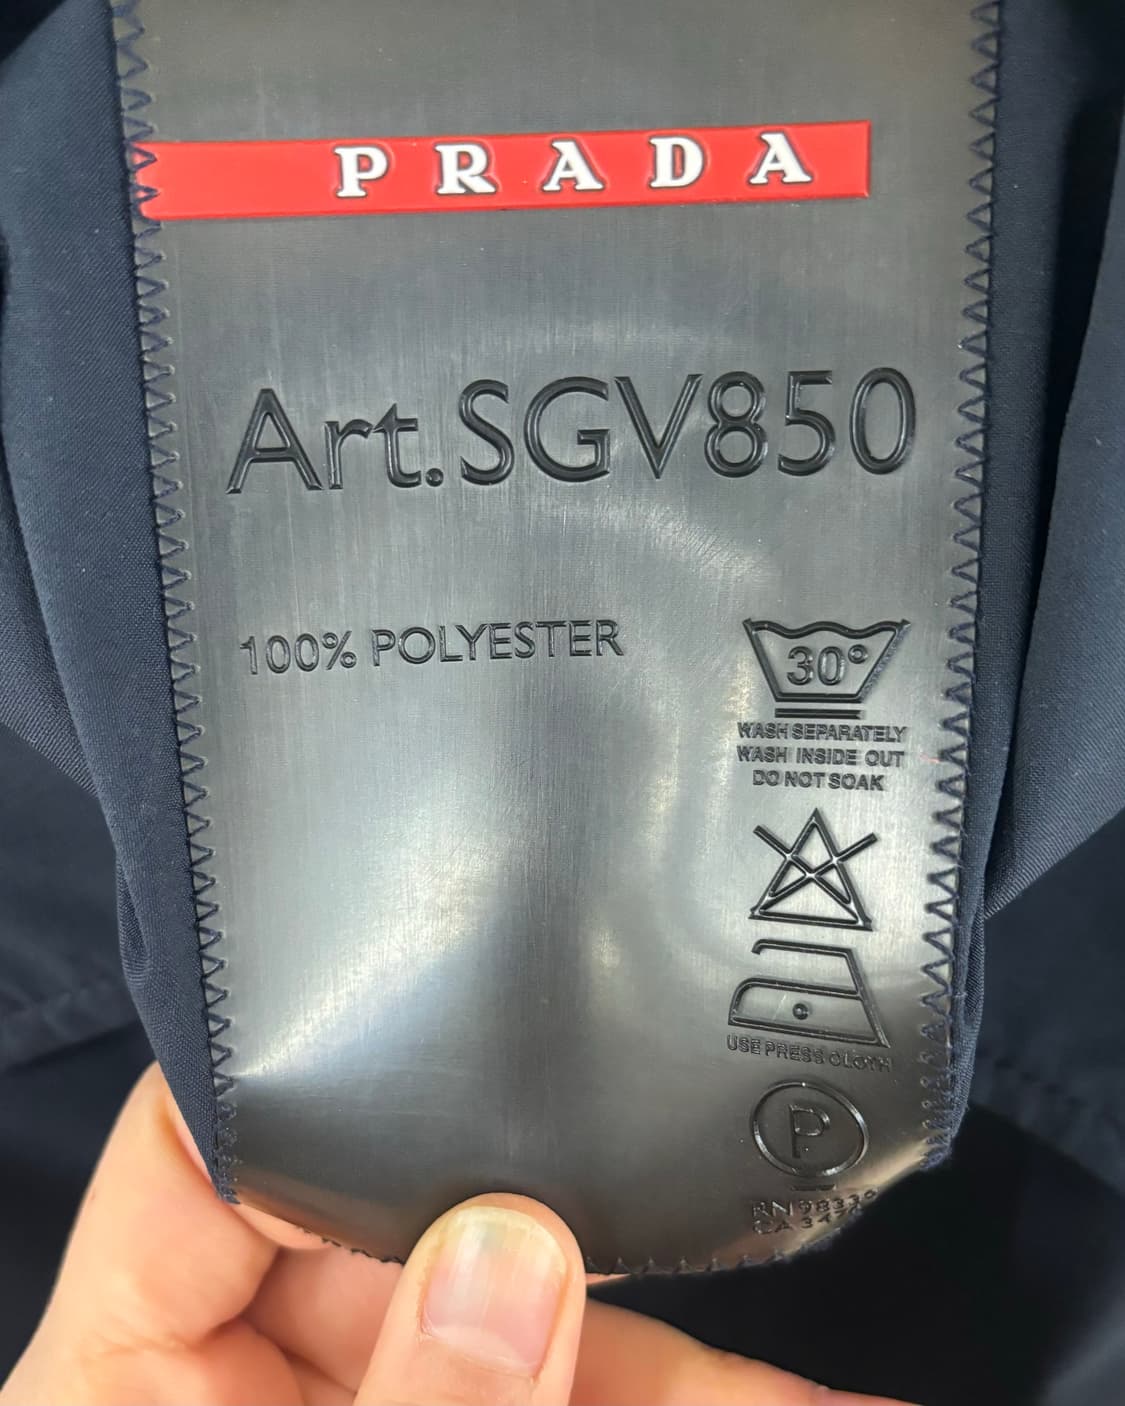 PRADA
Art.SGV850
100% POLYESTER
30°
WASH SEPARATELY
WASH INSIDE OUT
DO NOT SOAK
USE PRESS CLOTH
P